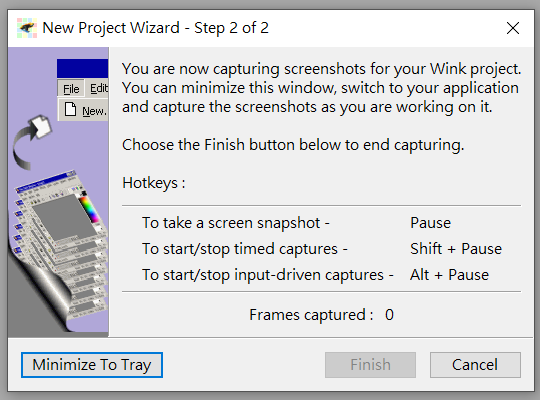 New Project Wizard - Step 2 of 2
File Edit
New.
You are now capturing screenshots for your Wink project.
You can minimize this window, switch to your application
and capture the screenshots as you are working on it.
Choose the Finish button below to end capturing.
Hotkeys :
To take a screen snapshot - Pause
To start/stop timed captures - Shift + Pause
To start/stop input-driven captures - Alt + Pause
Frames captured : 0
Minimize To Tray Finish Cancel